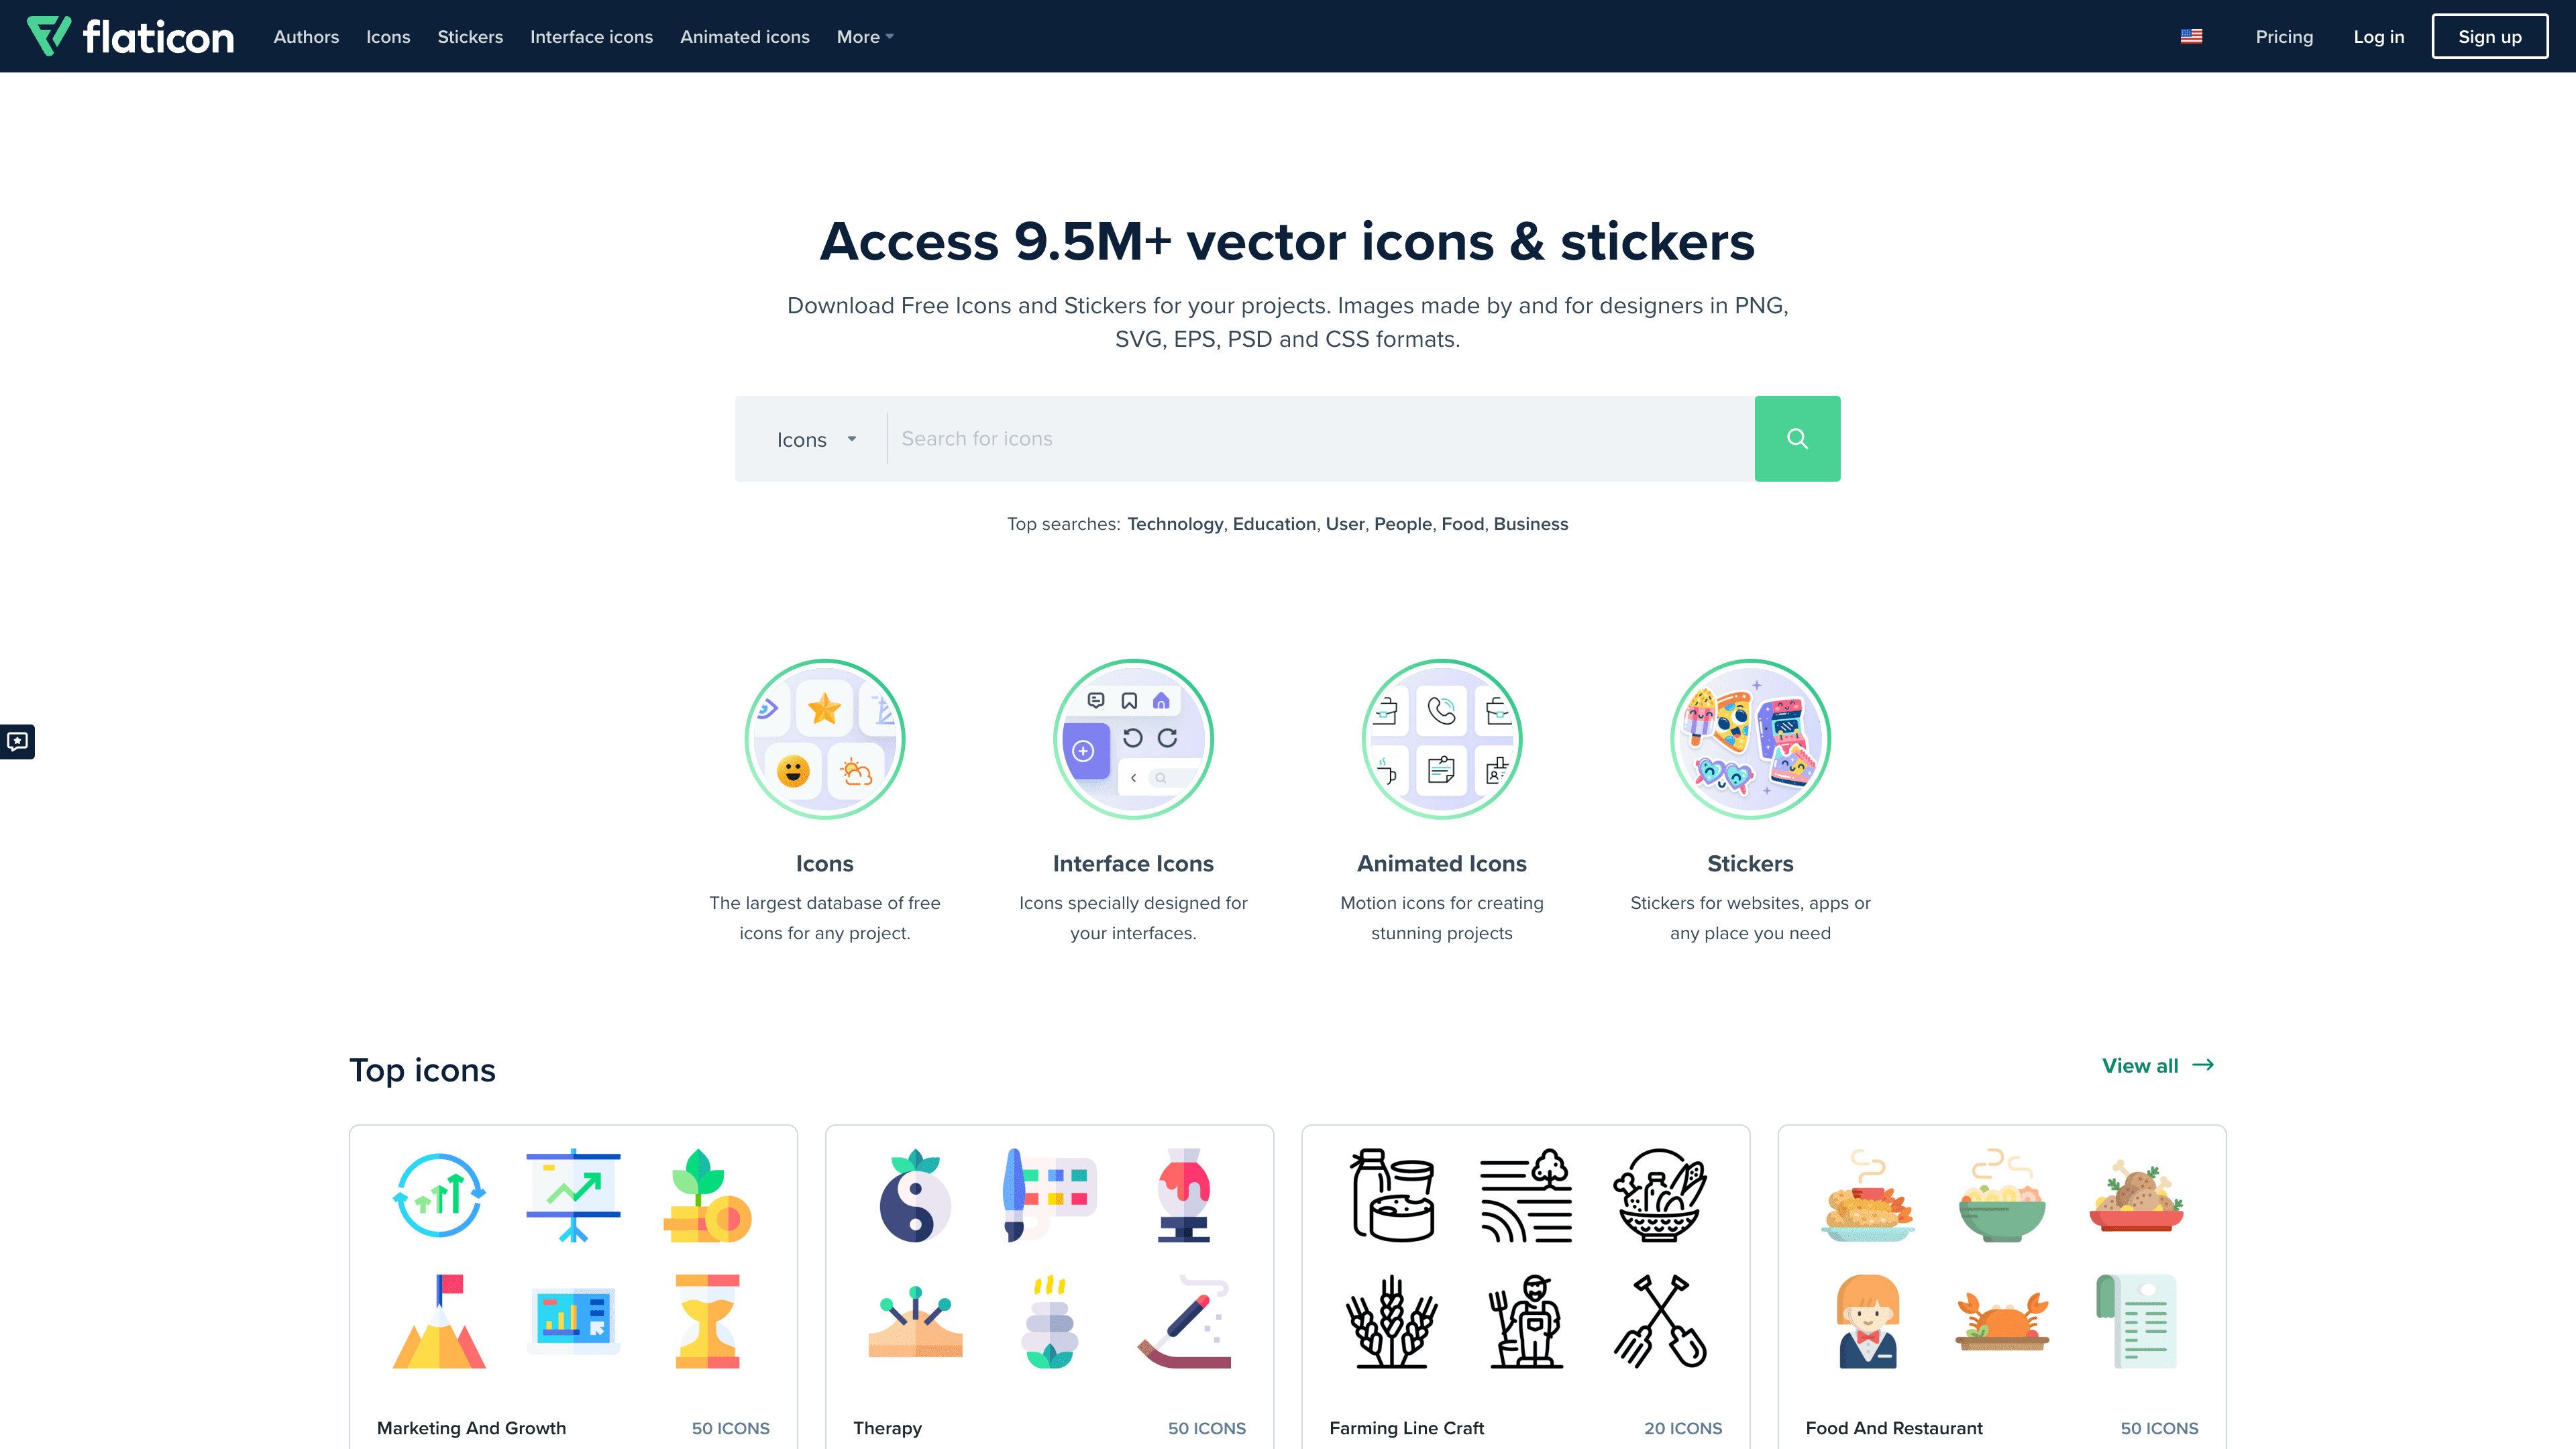 flaticon
Authors Icons Stickers Interface icons Animated icons More
Pricing Log in Sign up
Access 9.5M+ vector icons & stickers
Download Free Icons and Stickers for your projects. Images made by and for designers in PNG,
SVG, EPS, PSD and CSS formats.
Icons Search for icons
Top searches: Technology, Education, User, People, Food, Business
Icons
The largest database of free
icons for any project.
Interface Icons
Icons specially designed for
your interfaces.
Animated Icons
Motion icons for creating
stunning projects
Stickers
Stickers for websites, apps or
any place you need
Top icons
View all
Marketing And Growth 50 ICONS
Therapy 50 ICONS
Farming Line Craft 20 ICONS
Food And Restaurant 50 ICONS